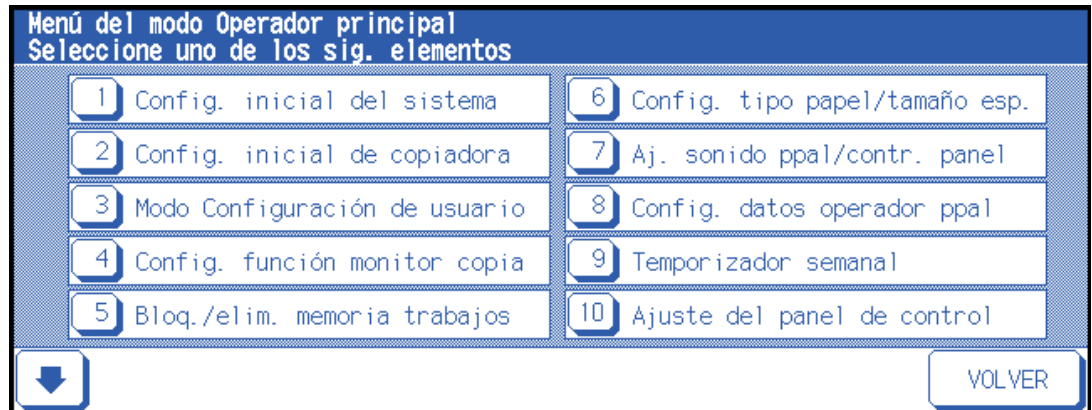 Menú del modo Operador principal
Seleccione uno de los sig. elementos
1 Config. inicial del sistema
2 Config. inicial de copiadora
3 Modo Configuración de usuario
4 Config. función monitor copia
5 Bloq./elim. memoria trabajos
6 Config. tipo papel/tamaño esp.
7 Aj. sonido ppal/contr. panel
8 Config. datos operador ppal
9 Temporizador semanal
10 Ajuste del panel de control
VOLVER